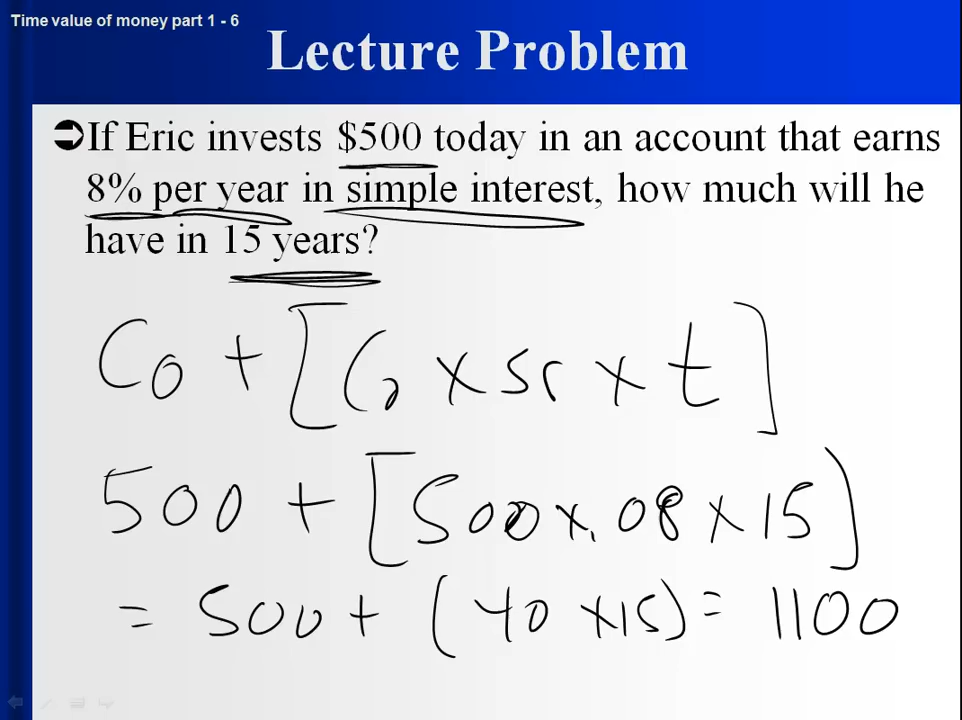 Time value of money part 1 - 6
Lecture Problem
If Eric invests $500 today in an account that earns
8% per year in simple interest, how much will he
have in 15 years?
C0 + [C0 x sr x t]
500 + [500 x .08 x 15]
= 500 + (40 x 15) = 1100